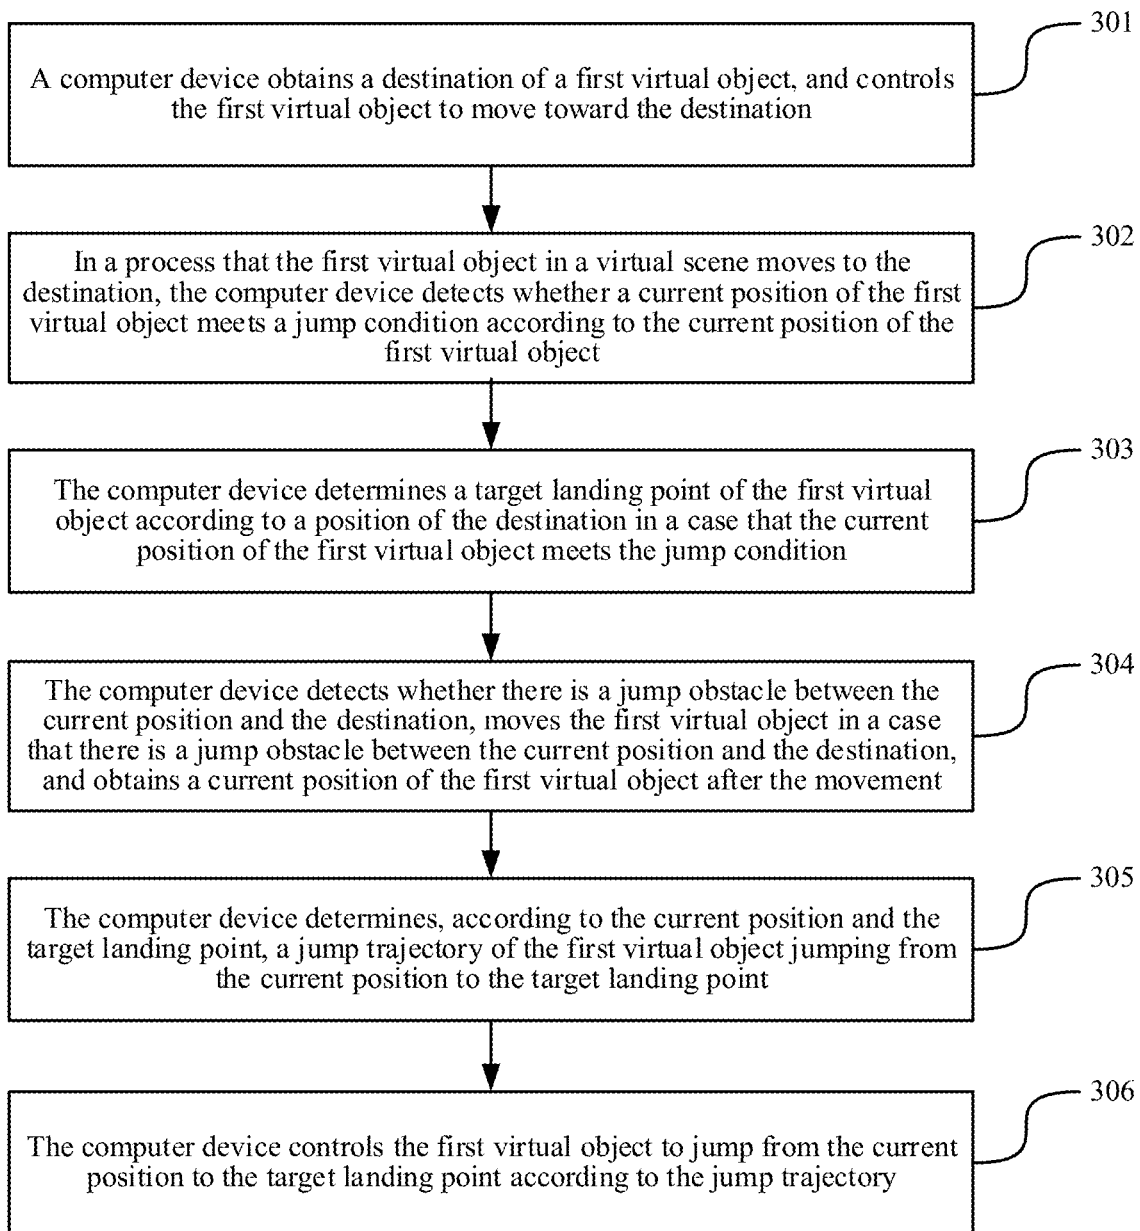 301
A computer device obtains a destination of a first virtual object, and controls
the first virtual object to move toward the destination
302
In a process that the first virtual object in a virtual scene moves to the
destination, the computer device detects whether a current position of the first
virtual object meets a jump condition according to the current position of the
first virtual object
303
The computer device determines a target landing point of the first virtual
object according to a position of the destination in a case that the current
position of the first virtual object meets the jump condition
304
The computer device detects whether there is a jump obstacle between the
current position and the destination, moves the first virtual object in a case
that there is a jump obstacle between the current position and the destination,
and obtains a current position of the first virtual object after the movement
305
The computer device determines, according to the current position and the
target landing point, a jump trajectory of the first virtual object jumping from
the current position to the target landing point
306
The computer device controls the first virtual object to jump from the current
position to the target landing point according to the jump trajectory